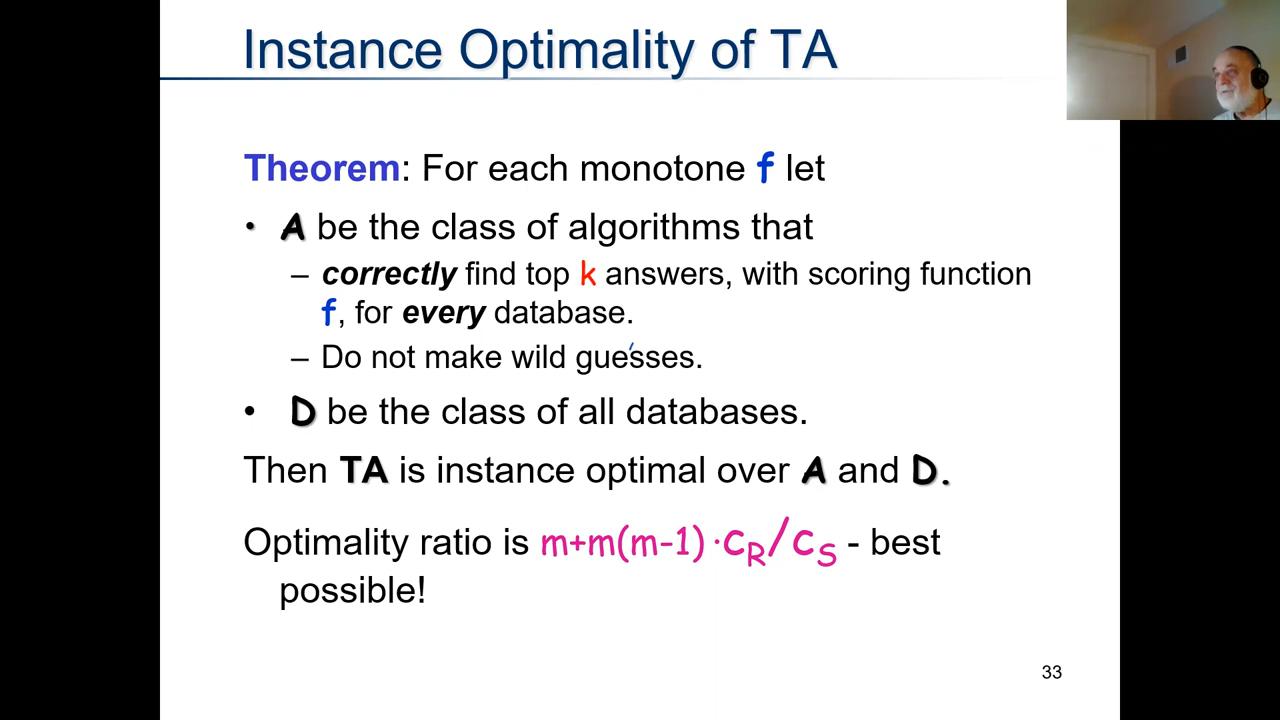 Instance Optimality of TA
Theorem: For each monotone f let
• A be the class of algorithms that
– correctly find top k answers, with scoring function
f, for every database.
– Do not make wild guesses.
• D be the class of all databases.
Then TA is instance optimal over A and D.
Optimality ratio is m+m(m-1)·cR/cS - best
possible!
33